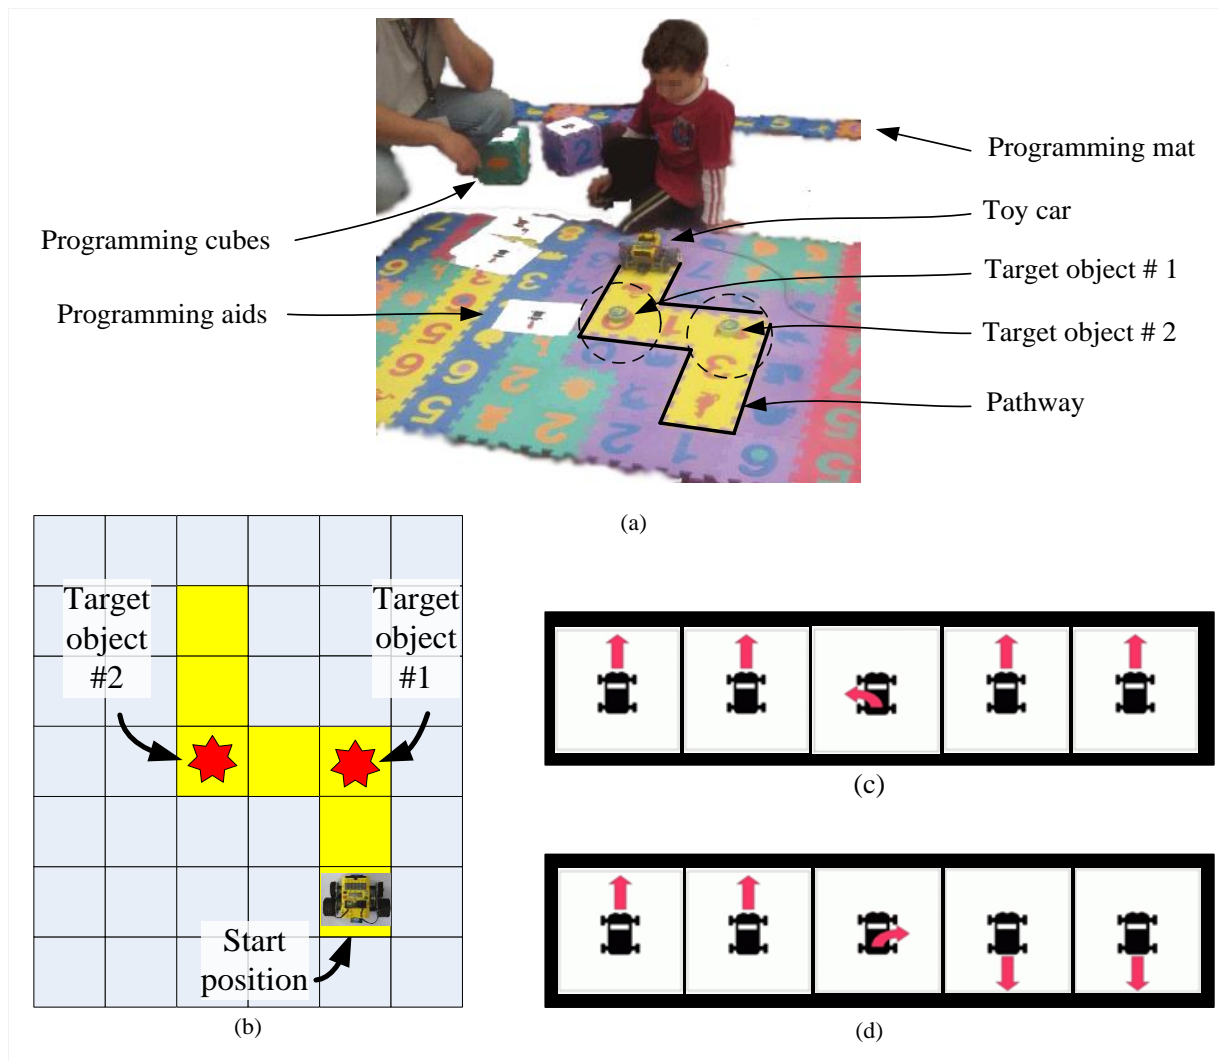 Programming mat
Toy car
Programming cubes
Target object # 1
Programming aids
Target object # 2
Pathway
(a)
Target
object
#2
Target
object
#1
Start
position
(b)
(c)
(d)